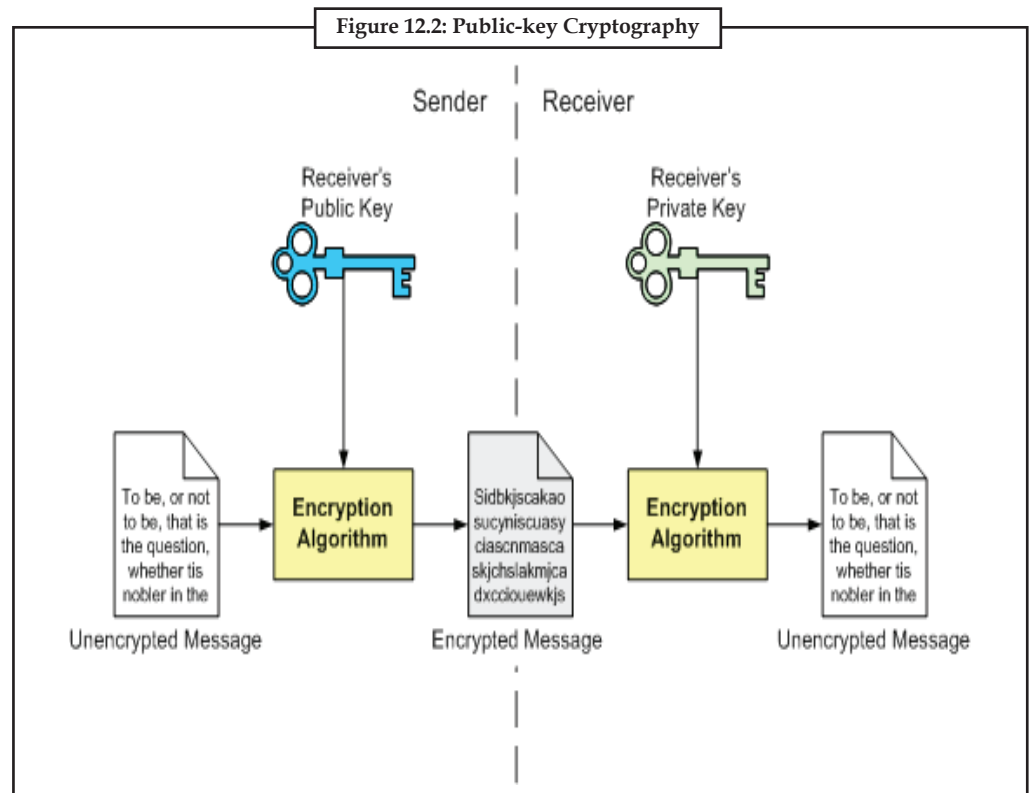 Figure 12.2: Public-key Cryptography
Sender
Receiver
Receiver's
Public Key
Receiver's
Private Key
To be, or not
to be, that is
the question,
whether tis
nobler in the
Unencrypted Message
Encryption
Algorithm
Sidbkjscakao
sucyniscuasy
ciascnmasca
skjchslakmjca
dxcciouewkjs
Encrypted Message
Encryption
Algorithm
To be, or not
to be, that is
the question,
whether tis
nobler in the
Unencrypted Message